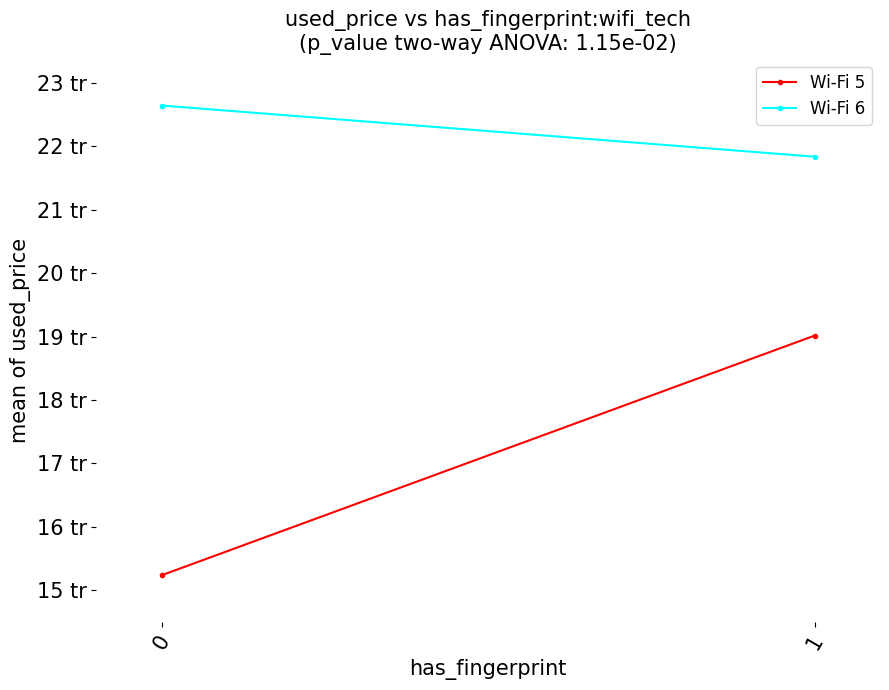 used_price vs has_fingerprint:wifi_tech
(p_value two-way ANOVA: 1.15e-02)
Wi-Fi 5
Wi-Fi 6
mean of used_price
23 tr
22 tr
21 tr
20 tr
19 tr
18 tr
17 tr
16 tr
15 tr
0
1
has_fingerprint